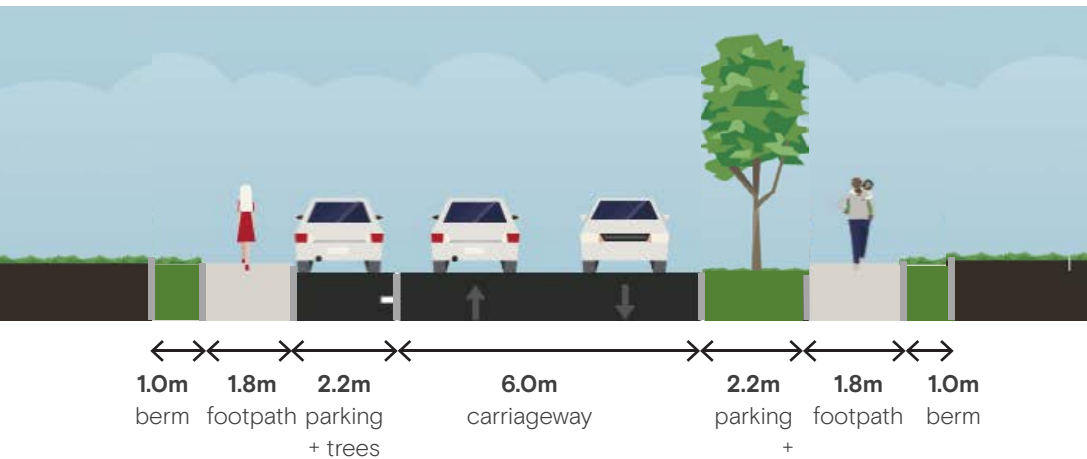 1.0m 1.8m 2.2m 6.0m 2.2m 1.8m 1.0m
berm footpath parking carriageway parking footpath berm
+ trees +